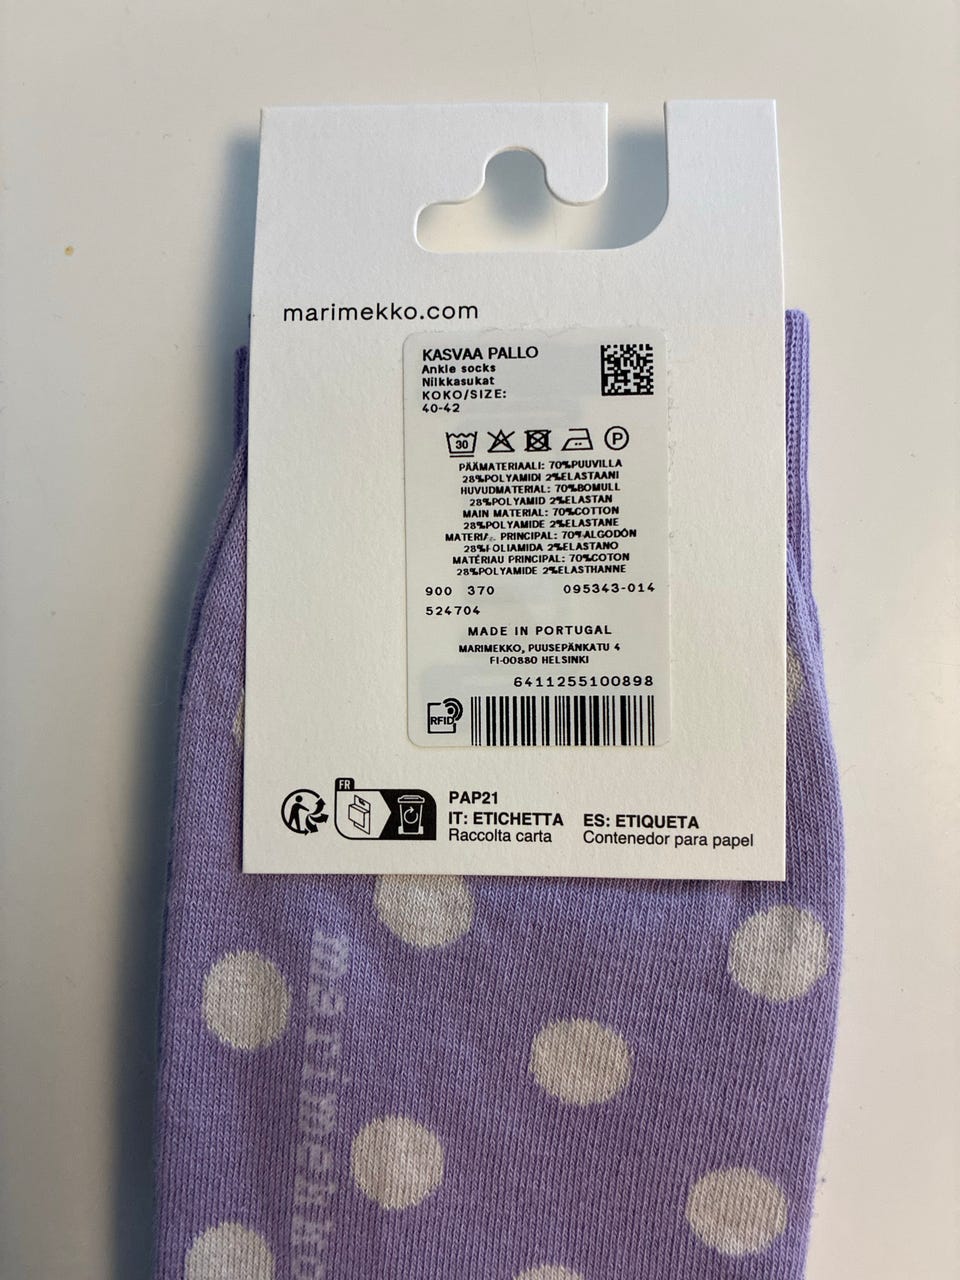 marimekko.com
KASVAA PALLO
Ankle socks
Nilkkasukat
KOKO/SIZE:
40-42
30
P
PÄÄMATERIAALI: 70%PUUVILLA
28%POLYAMIDI 2%ELASTAANI
HUVUDMATERIAL: 70%BOMULL
28%POLYAMID 2%ELASTAN
MAIN MATERIAL: 70%COTTON
28%POLYAMIDE 2%ELASTANE
PRINCIPAL: 70%ALGODÓN
2%ELASTANO
MATÉRIAU PRINCIPAL: 70%COTON
28%POLYAMIDE 2%ELASTHANNE
900 370 095343-014
524704
MADE IN PORTUGAL
MARIMEKKO, PUUSEPÄNKATU 4
FI-00880 HELSINKI
6411255100898
RFID
FR
PAP21
IT: ETICHETTA ES: ETIQUETA
Raccolta carta Contenedor para papel
marimekko